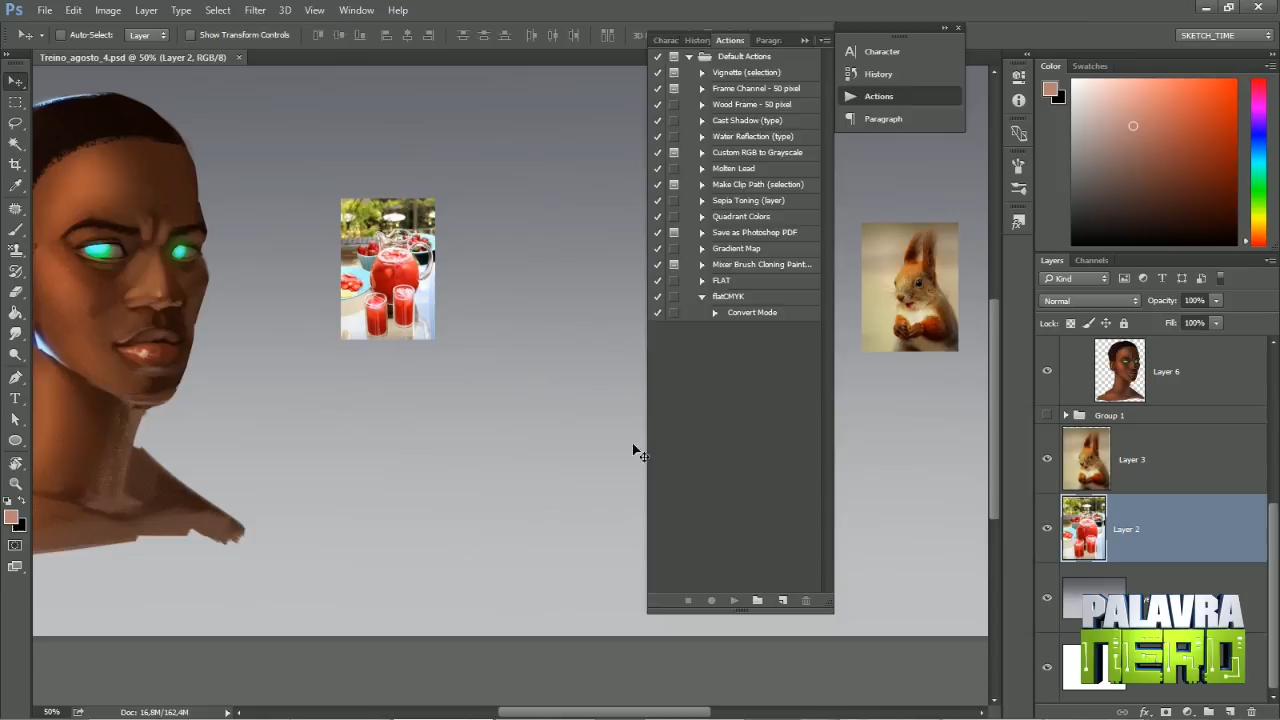 Ps File Edit Image Layer Type Select Filter 3D View Window Help
Auto-Select: Layer Show Transform Controls 3D SKETCH_TIME
Treino_agosto_4.psd @ 50% (Layer 2, RGB/8) ×
Charac Histor Actions Paragr
Default Actions
Vignette (selection)
Frame Channel - 50 pixel
Wood Frame - 50 pixel
Cast Shadow (type)
Water Reflection (type)
Custom RGB to Grayscale
Molten Lead
Make Clip Path (selection)
Sepia Toning (layer)
Quadrant Colors
Save as Photoshop PDF
Gradient Map
Mixer Brush Cloning Paint...
FLAT
flatCMYK
Convert Mode
Character
History
Actions
Paragraph
Color Swatches
Layers Channels
Kind
Normal Opacity: 100%
Lock: Fill: 100%
Layer 6
Group 1
Layer 3
Layer 2
PALAVRA
NERD
50% Doc: 16,8M/162,4M